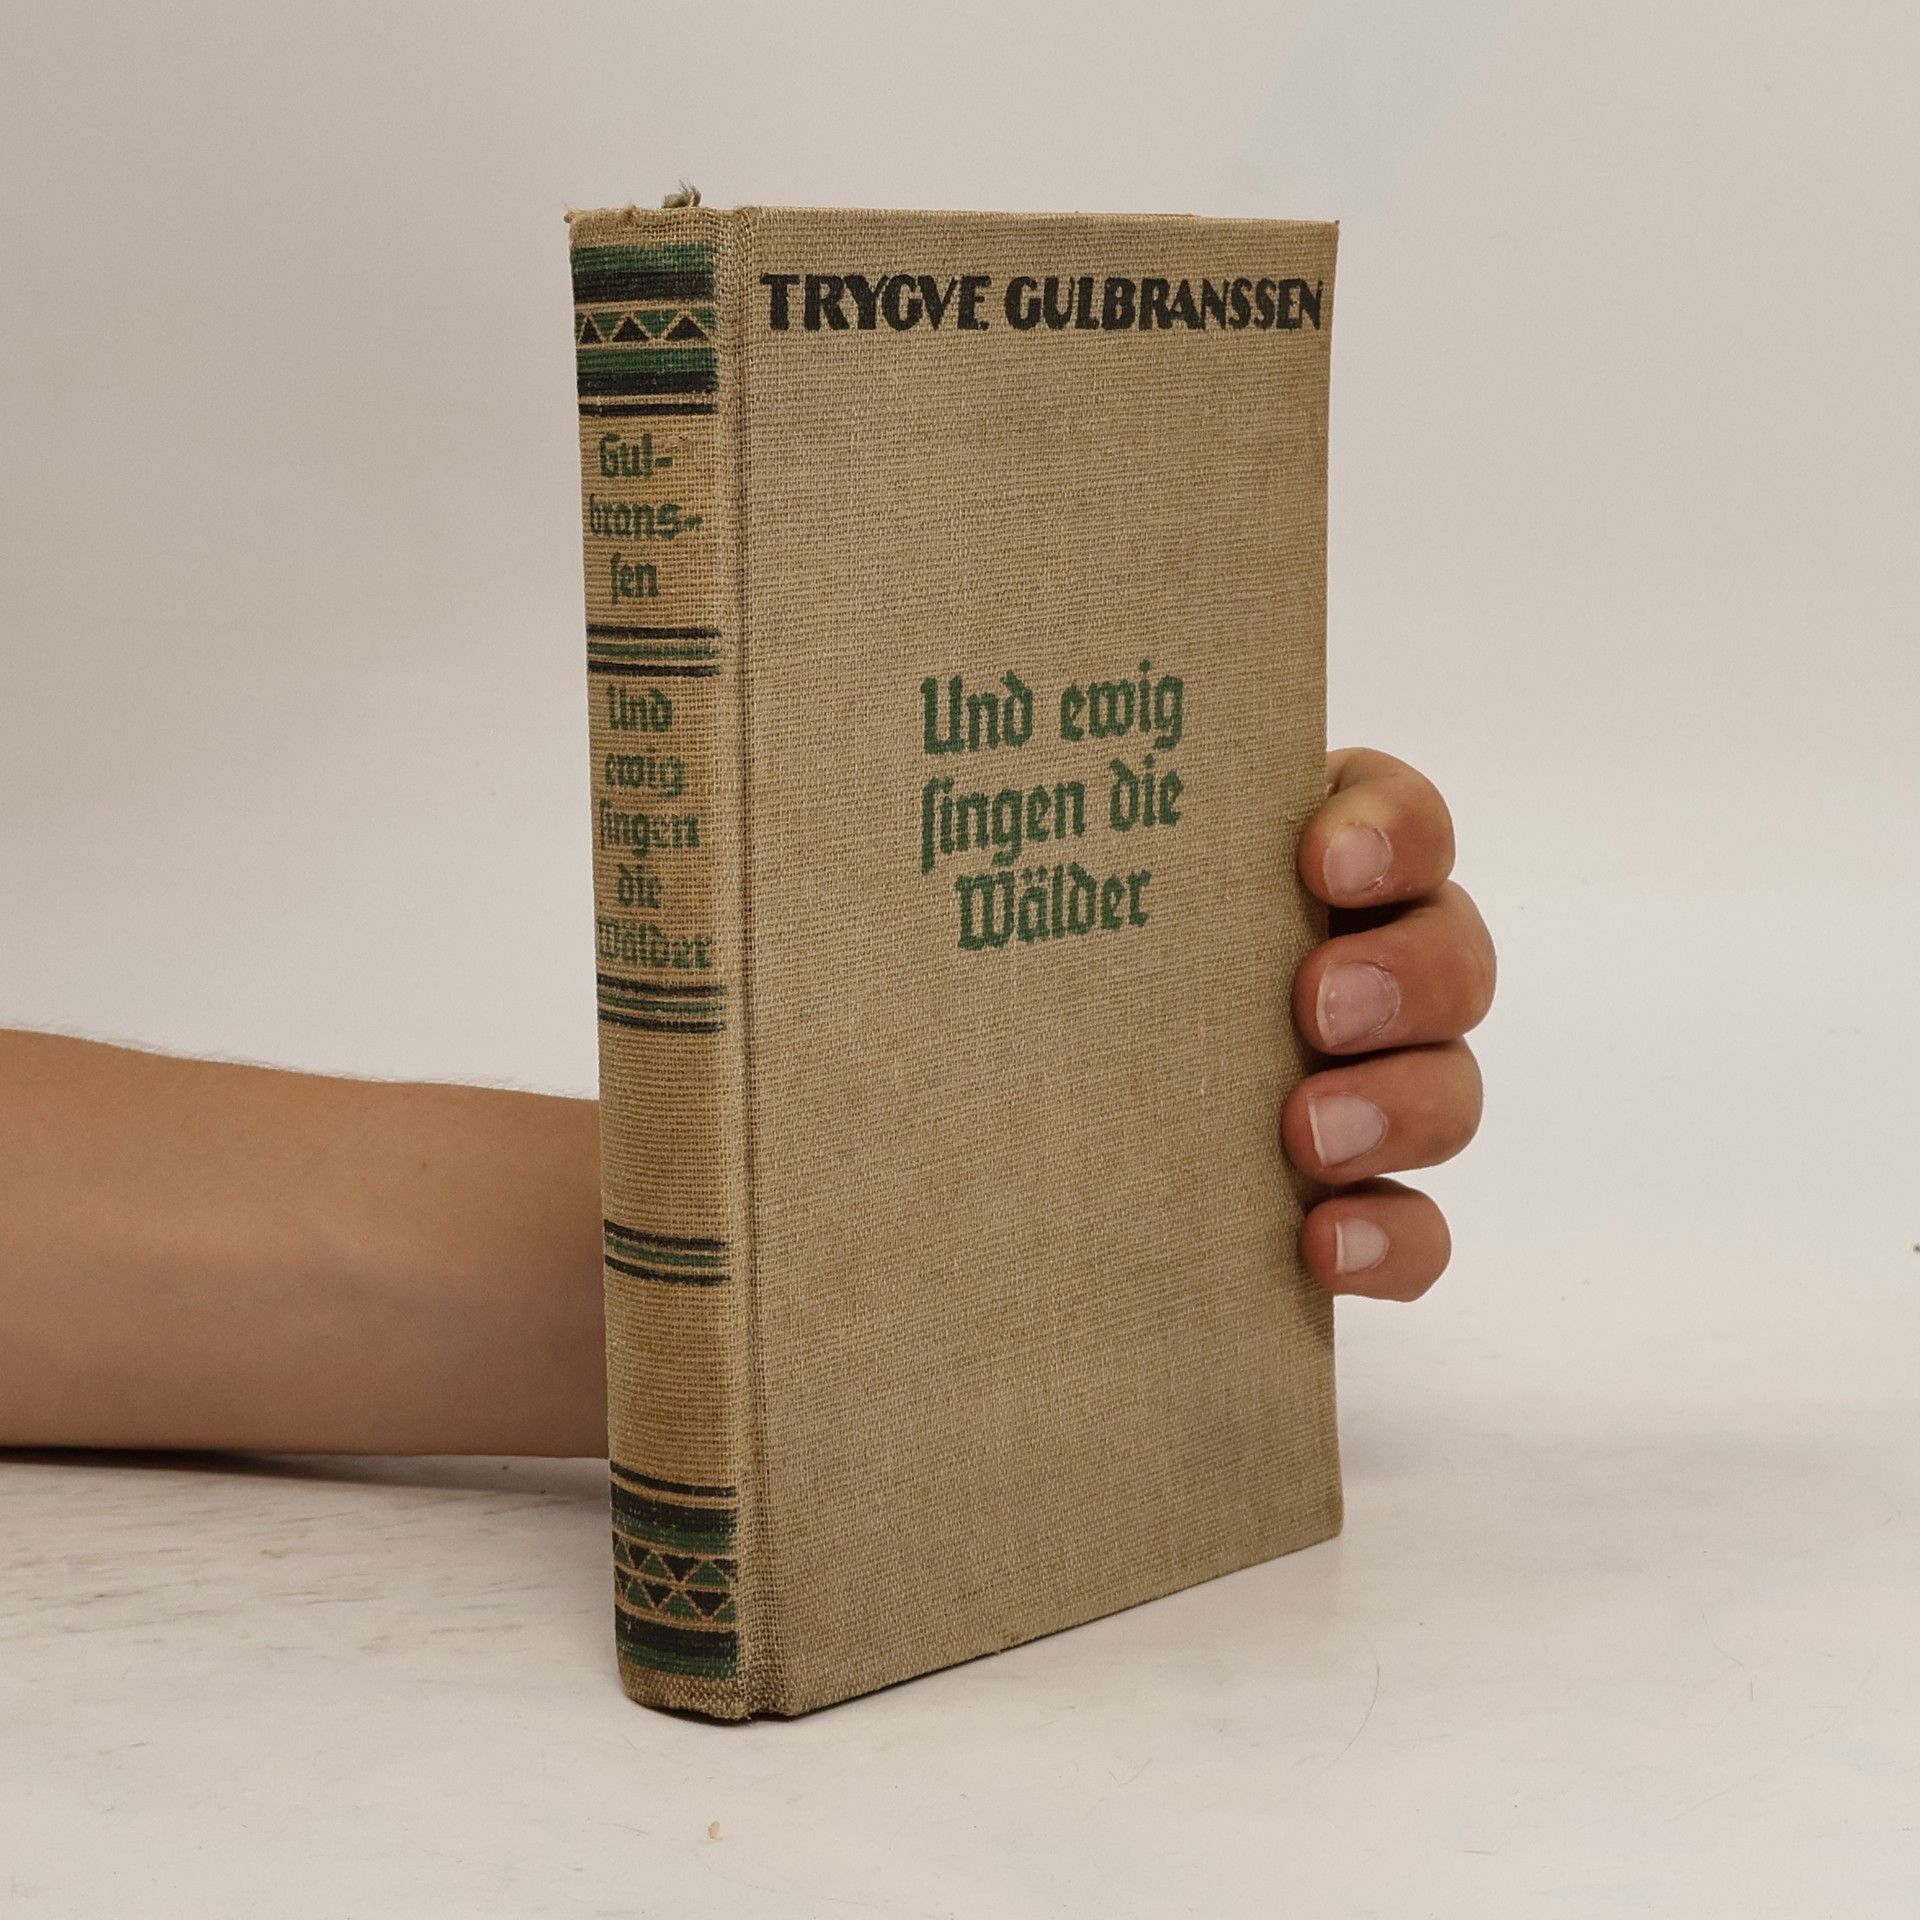 TRYGVE GULBRANSSEN
Und ewig
ſingen die
Wälder
Gul-
brans-
ſen
Und
ewig
ſingen
die
Wälder